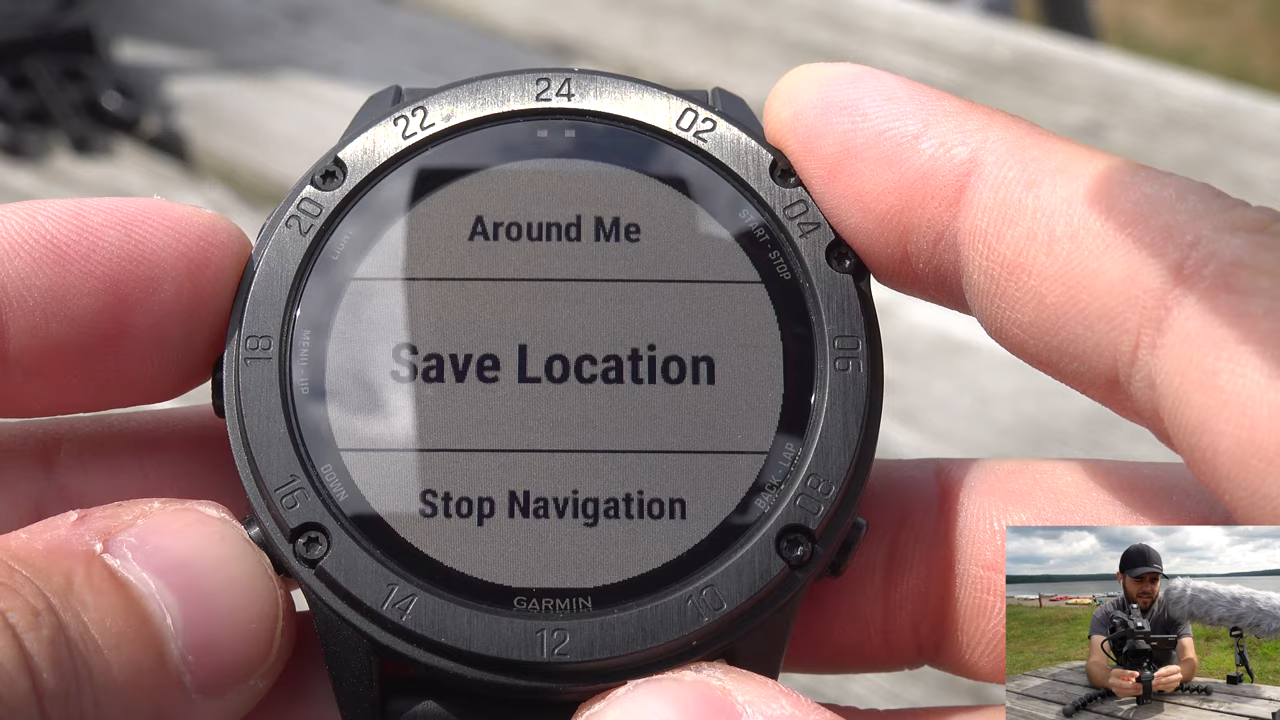 24
22
02
20
04
LIGHT
START·STOP
Around Me
18
MENU·UP
Save Location
06
16
DOWN
Stop Navigation
BACK·LAP
08
14
GARMIN
10
12